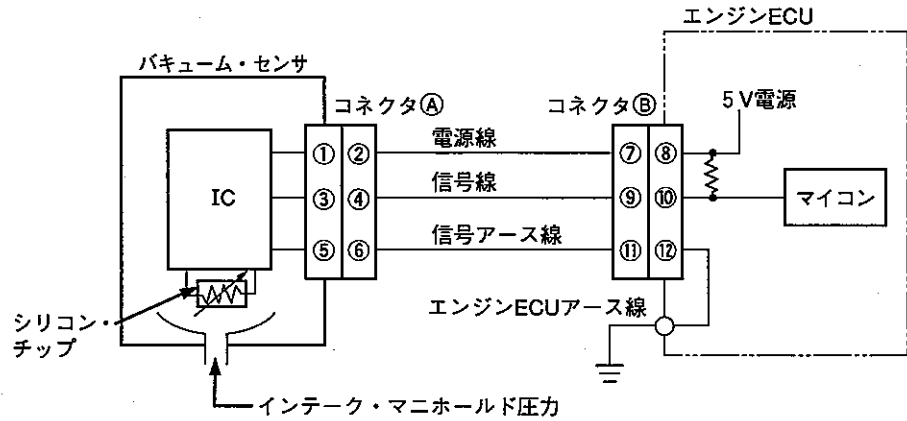 エンジンECU
バキューム・センサ
コネクタⒶ
コネクタⒷ
5V電源
電源線
① ② ⑦ ⑧
信号線
IC
③ ④ ⑨ ⑩
マイコン
信号アース線
⑤ ⑥ ⑪ ⑫
エンジンECUアース線
シリコン・
チップ
インテーク・マニホールド圧力